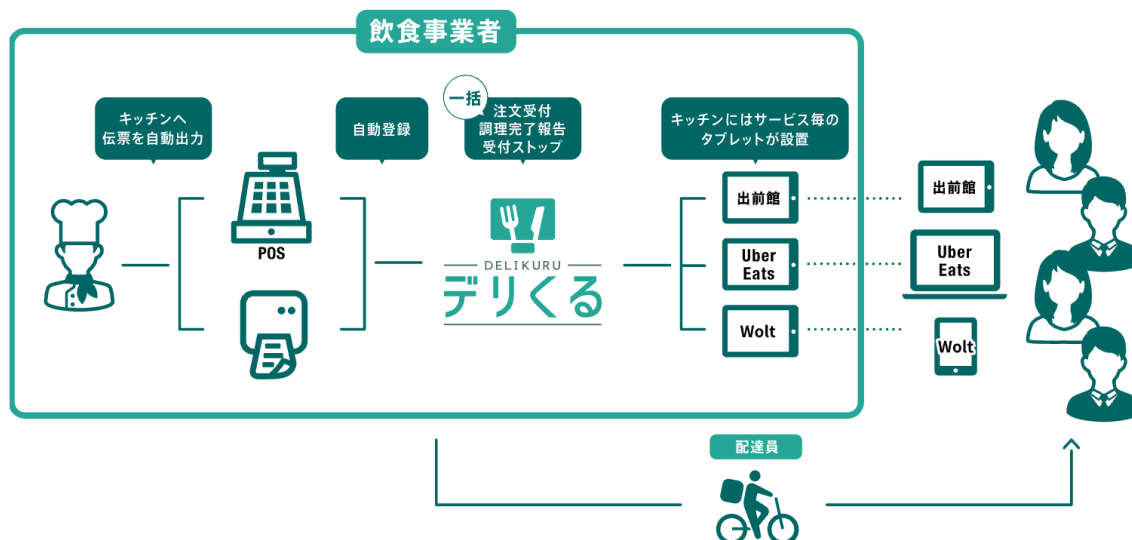 飲食事業者
キッチンへ
伝票を自動出力
自動登録
一括
注文受付
調理完了報告
受付ストップ
キッチンにはサービス毎の
タブレットが設置
POS
DELIKURU
デリくる
出前館
Uber
Eats
Wolt
出前館
Uber
Eats
Wolt
配達員